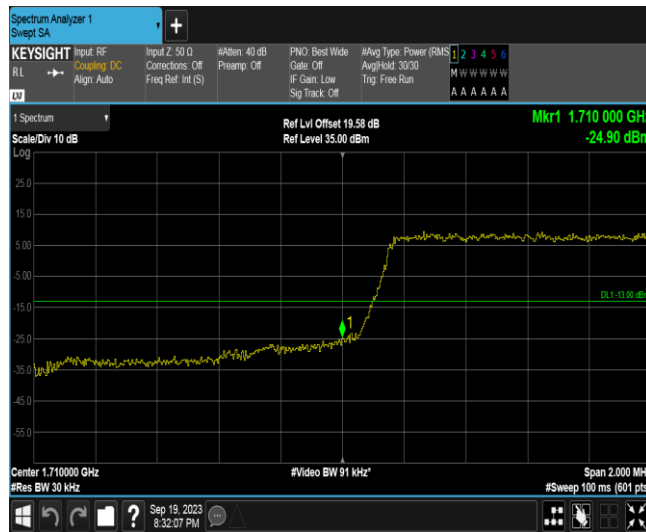 Spectrum Analyzer 1
Swept SA
+
KEYSIGHT
RL
LXI
Input: RF
Coupling: DC
Align: Auto
Input Z: 50 Ω
Corrections: Off
Freq Ref: Int (S)
#Atten: 40 dB
Preamp: Off
PNO: Best Wide
Gate: Off
IF Gain: Low
Sig Track: Off
#Avg Type: Power (RMS
Avg|Hold: 30/30
Trig: Free Run
1 2 3 4 5 6
M W W W W W
A A A A A A
1 Spectrum
Scale/Div 10 dB
Log
Ref Lvl Offset 19.58 dB
Ref Level 35.00 dBm
Mkr1 1.710 000 GHz
-24.90 dBm
25.0
15.0
5.00
-5.00
DL1 -13.00 dBm
-15.0
1
-25.0
-35.0
-45.0
-55.0
Center 1.710000 GHz
#Video BW 91 kHz*
Span 2.000 MH
#Res BW 30 kHz
#Sweep 100 ms (601 pts
?
Sep 19, 2023
8:32:07 PM